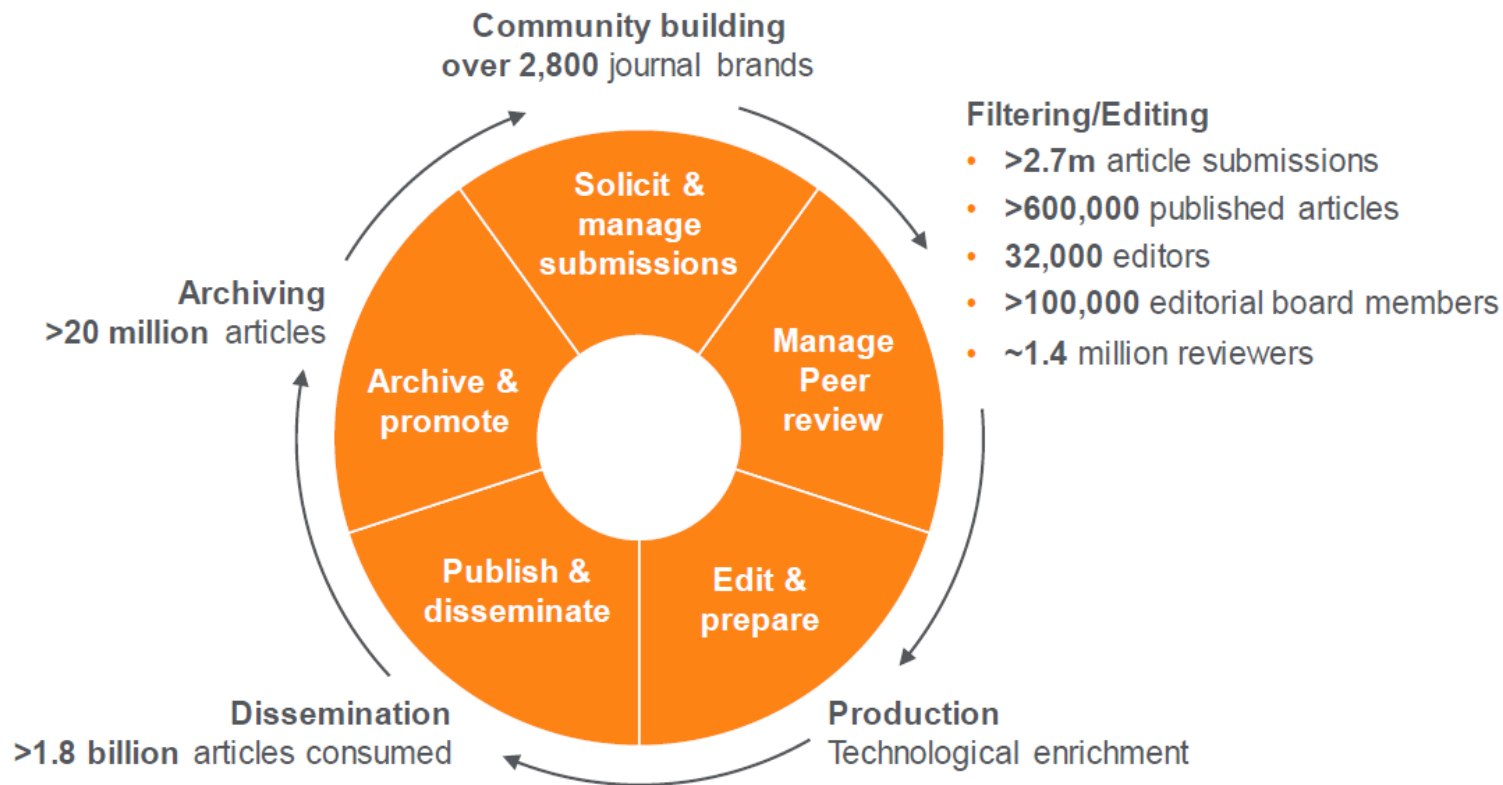 Community building
over 2,800 journal brands
Filtering/Editing
• >2.7m article submissions
• >600,000 published articles
• 32,000 editors
• >100,000 editorial board members
• ~1.4 million reviewers
Production
Technological enrichment
Dissemination
>1.8 billion articles consumed
Archiving
>20 million articles
Solicit &
manage
submissions
Manage
Peer
review
Edit &
prepare
Publish &
disseminate
Archive &
promote